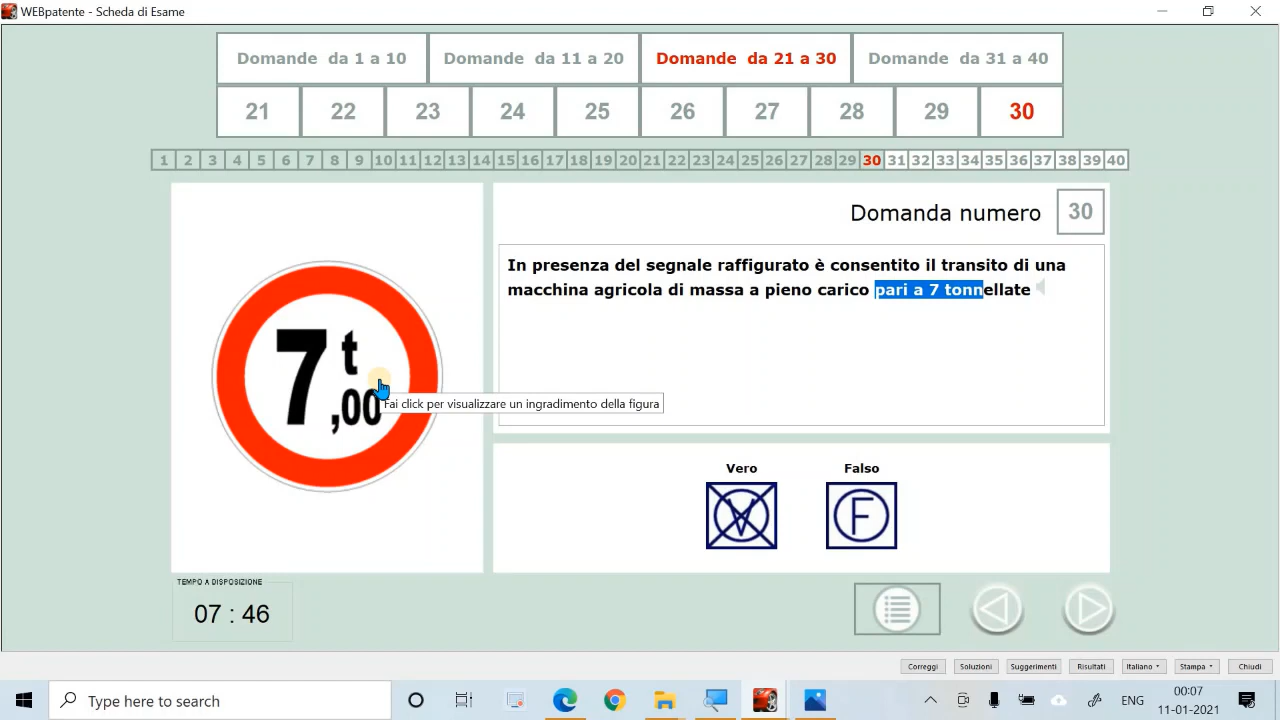 WEBpatente - Scheda di Esame
Domande da 1 a 10
Domande da 11 a 20
Domande da 21 a 30
Domande da 31 a 40
21 22 23 24 25 26 27 28 29 30
1 2 3 4 5 6 7 8 9 10 11 12 13 14 15 16 17 18 19 20 21 22 23 24 25 26 27 28 29 30 31 32 33 34 35 36 37 38 39 40
Domanda numero 30
In presenza del segnale raffigurato è consentito il transito di una
macchina agricola di massa a pieno carico pari a 7 tonnellate
7,00 t
Fai click per visualizzare un ingradimento della figura
Vero Falso
V F
TEMPO A DISPOSIZIONE
07 : 46
Correggi Soluzioni Suggerimenti Risultati Italiano Stampa Chiudi
Type here to search
ENG
00:07
11-01-2021